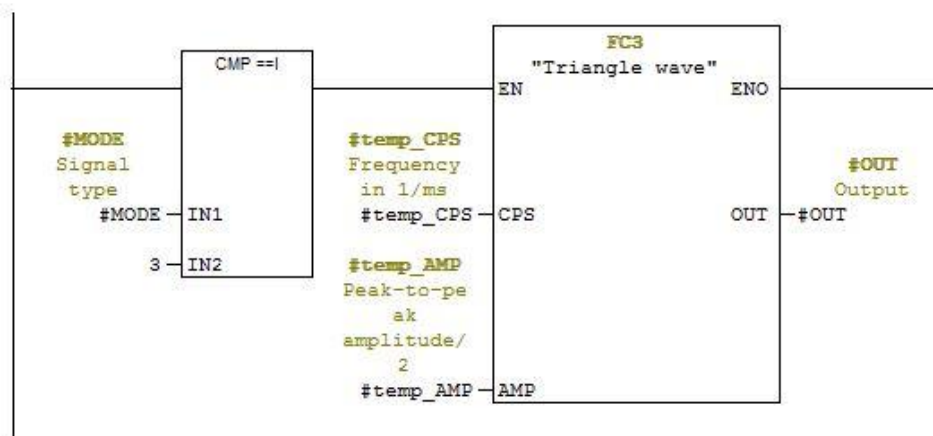 CMP ==I
FC3
"Triangle wave"
EN
ENO
#MODE
Signal
type
#MODE
IN1
3
IN2
#temp_CPS
Frequency
in 1/ms
#temp_CPS
CPS
#OUT
Output
OUT
#OUT
#temp_AMP
Peak-to-pe
ak
amplitude/
2
#temp_AMP
AMP